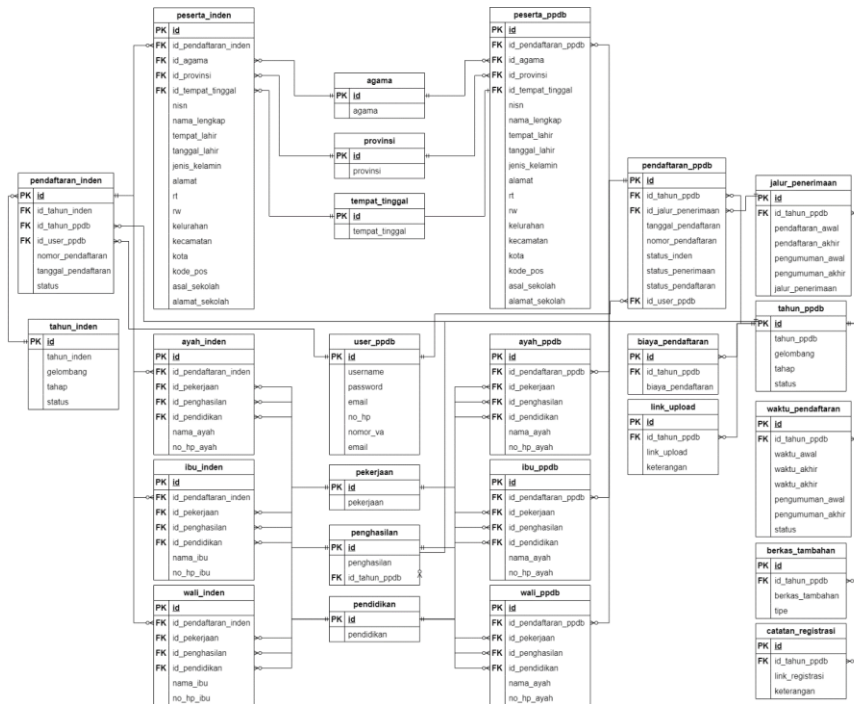 peserta_inden
PK id
FK id_pendaftaran_inden
FK id_agama
FK id_provinsi
FK id_tempat_tinggal
nisn
nama_lengkap
tempat_lahir
tanggal_lahir
jenis_kelamin
alamat
rt
rw
kelurahan
kecamatan
kota
kode_pos
asal_sekolah
alamat_sekolah
agama
PK id
agama
provinsi
PK id
provinsi
tempat_tinggal
PK id
tempat_tinggal
peserta_ppdb
PK id
FK id_pendaftaran_ppdb
FK id_agama
FK id_provinsi
FK id_tempat_tinggal
nisn
nama_lengkap
tempat_lahir
tanggal_lahir
jenis_kelamin
alamat
rt
rw
kelurahan
kecamatan
kota
kode_pos
asal_sekolah
alamat_sekolah
pendaftaran_inden
PK id
FK id_tahun_inden
FK id_tahun_ppdb
FK id_user_ppdb
nomor_pendaftaran
tanggal_pendaftaran
status
pendaftaran_ppdb
PK id
FK id_tahun_ppdb
FK id_jalur_penerimaan
tanggal_pendaftaran
nomor_pendaftaran
status_inden
status_penerimaan
status_pendaftaran
FK id_user_ppdb
jalur_penerimaan
PK id
FK id_tahun_ppdb
pendaftaran_awal
pendaftaran_akhir
pengumuman_awal
pengumuman_akhir
jalur_penerimaan
tahun_inden
PK id
tahun_inden
gelombang
tahap
status
ayah_inden
PK id
FK id_pendaftaran_inden
FK id_pekerjaan
FK id_penghasilan
FK id_pendidikan
nama_ayah
no_hp_ayah
user_ppdb
PK id
username
password
email
no_hp
nomor_va
email
ayah_ppdb
PK id
FK id_pendaftaran_ppdb
FK id_pekerjaan
FK id_penghasilan
FK id_pendidikan
nama_ayah
no_hp_ayah
biaya_pendaftaran
PK id
FK id_tahun_ppdb
biaya_pendaftaran
tahun_ppdb
PK id
tahun_ppdb
gelombang
tahap
status
link_upload
PK id
FK id_tahun_ppdb
link_upload
keterangan
waktu_pendaftaran
PK id
FK id_tahun_ppdb
waktu_awal
waktu_akhir
waktu_akhir
pengumuman_awal
pengumuman_akhir
status
ibu_inden
PK id
FK id_pendaftaran_inden
FK id_pekerjaan
FK id_penghasilan
FK id_pendidikan
nama_ibu
no_hp_ibu
pekerjaan
PK id
pekerjaan
penghasilan
PK id
penghasilan
FK id_tahun_ppdb
pendidikan
PK id
pendidikan
ibu_ppdb
PK id
FK id_pendaftaran_ppdb
FK id_pekerjaan
FK id_penghasilan
FK id_pendidikan
nama_ayah
no_hp_ayah
berkas_tambahan
PK id
FK id_tahun_ppdb
berkas_tambahan
tipe
wali_inden
PK id
FK id_pendaftaran_inden
FK id_pekerjaan
FK id_penghasilan
FK id_pendidikan
nama_ibu
no_hp_ibu
wali_ppdb
PK id
FK id_pendaftaran_ppdb
FK id_pekerjaan
FK id_penghasilan
FK id_pendidikan
nama_ayah
no_hp_ayah
catatan_registrasi
PK id
FK id_tahun_ppdb
link_registrasi
keterangan